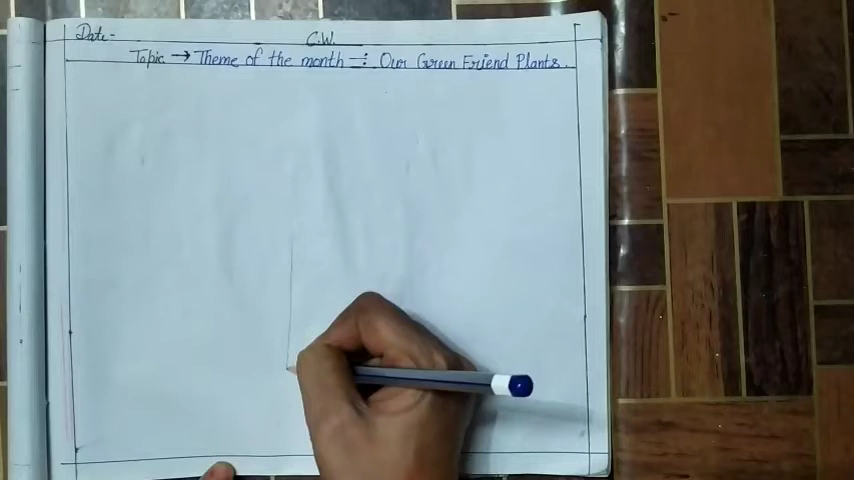 Date:-
C.W.
Topic → Theme of the month —: Our Green Friend Plants.